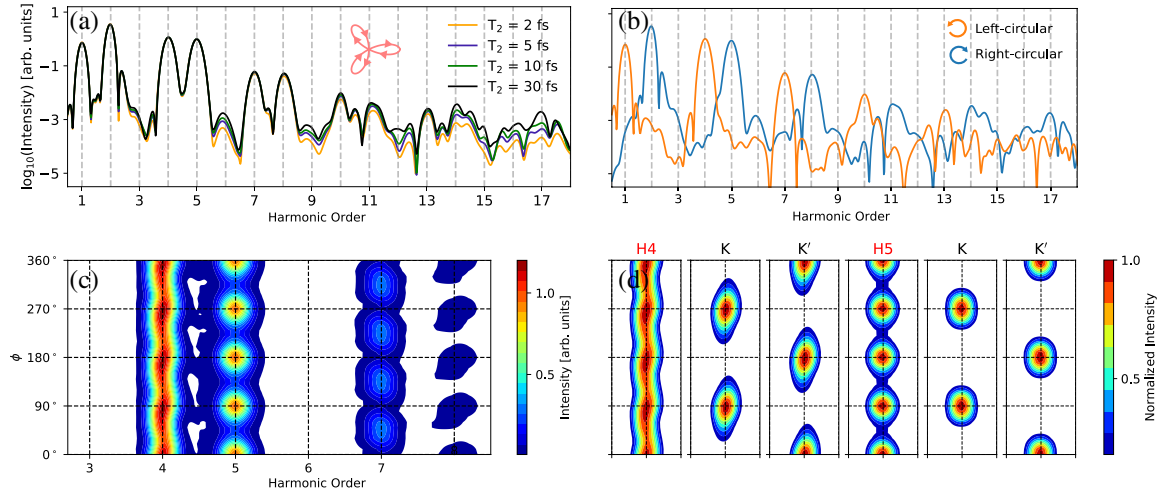 (a)
T₂ = 2 fs
T₂ = 5 fs
T₂ = 10 fs
T₂ = 30 fs
log₁₀(Intensity) [arb. units]
1
−1
−3
−5
1 3 5 7 9 11 13 15 17
Harmonic Order
(b)
Left-circular
Right-circular
1 3 5 7 9 11 13 15 17
Harmonic Order
(c)
ϕ
360°
270°
180°
90°
0°
3 4 5 6 7
Harmonic Order
1.0
0.5
Intensity [arb. units]
(d)
H4 K K′ H5 K K′
1.0
0.5
Normalized Intensity